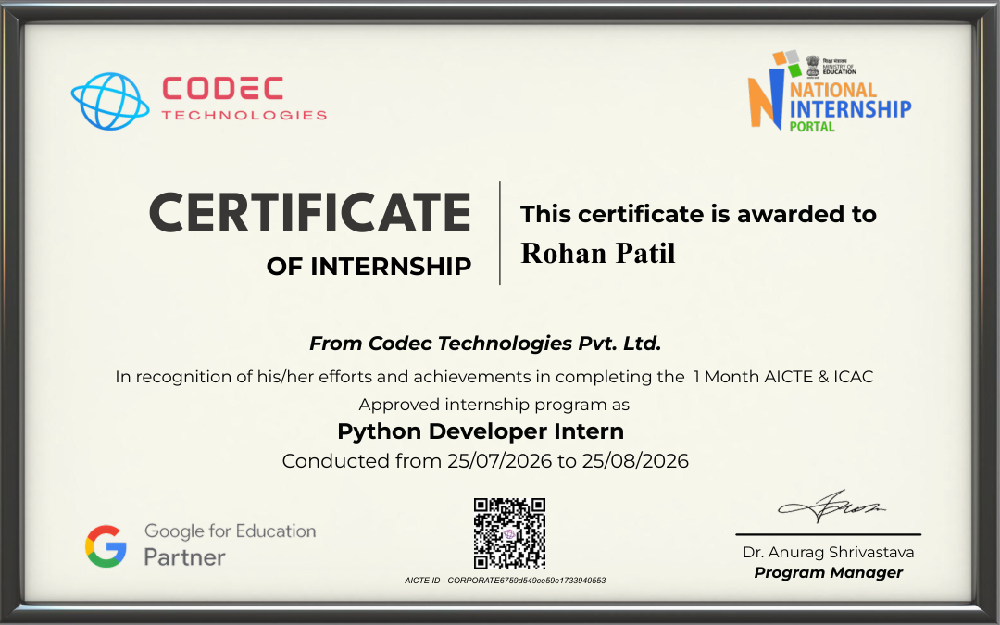 CODEC
TECHNOLOGIES
शिक्षा मंत्रालय
MINISTRY OF
EDUCATION
NATIONAL
INTERNSHIP
PORTAL
CERTIFICATE
OF INTERNSHIP
This certificate is awarded to
Rohan Patil
From Codec Technologies Pvt. Ltd.
In recognition of his/her efforts and achievements in completing the 1 Month AICTE & ICAC
Approved internship program as
Python Developer Intern
Conducted from 25/07/2026 to 25/08/2026
Google for Education
Partner
AICTE ID - CORPORATE6759d549ce59e1733940553
Dr. Anurag Shrivastava
Program Manager